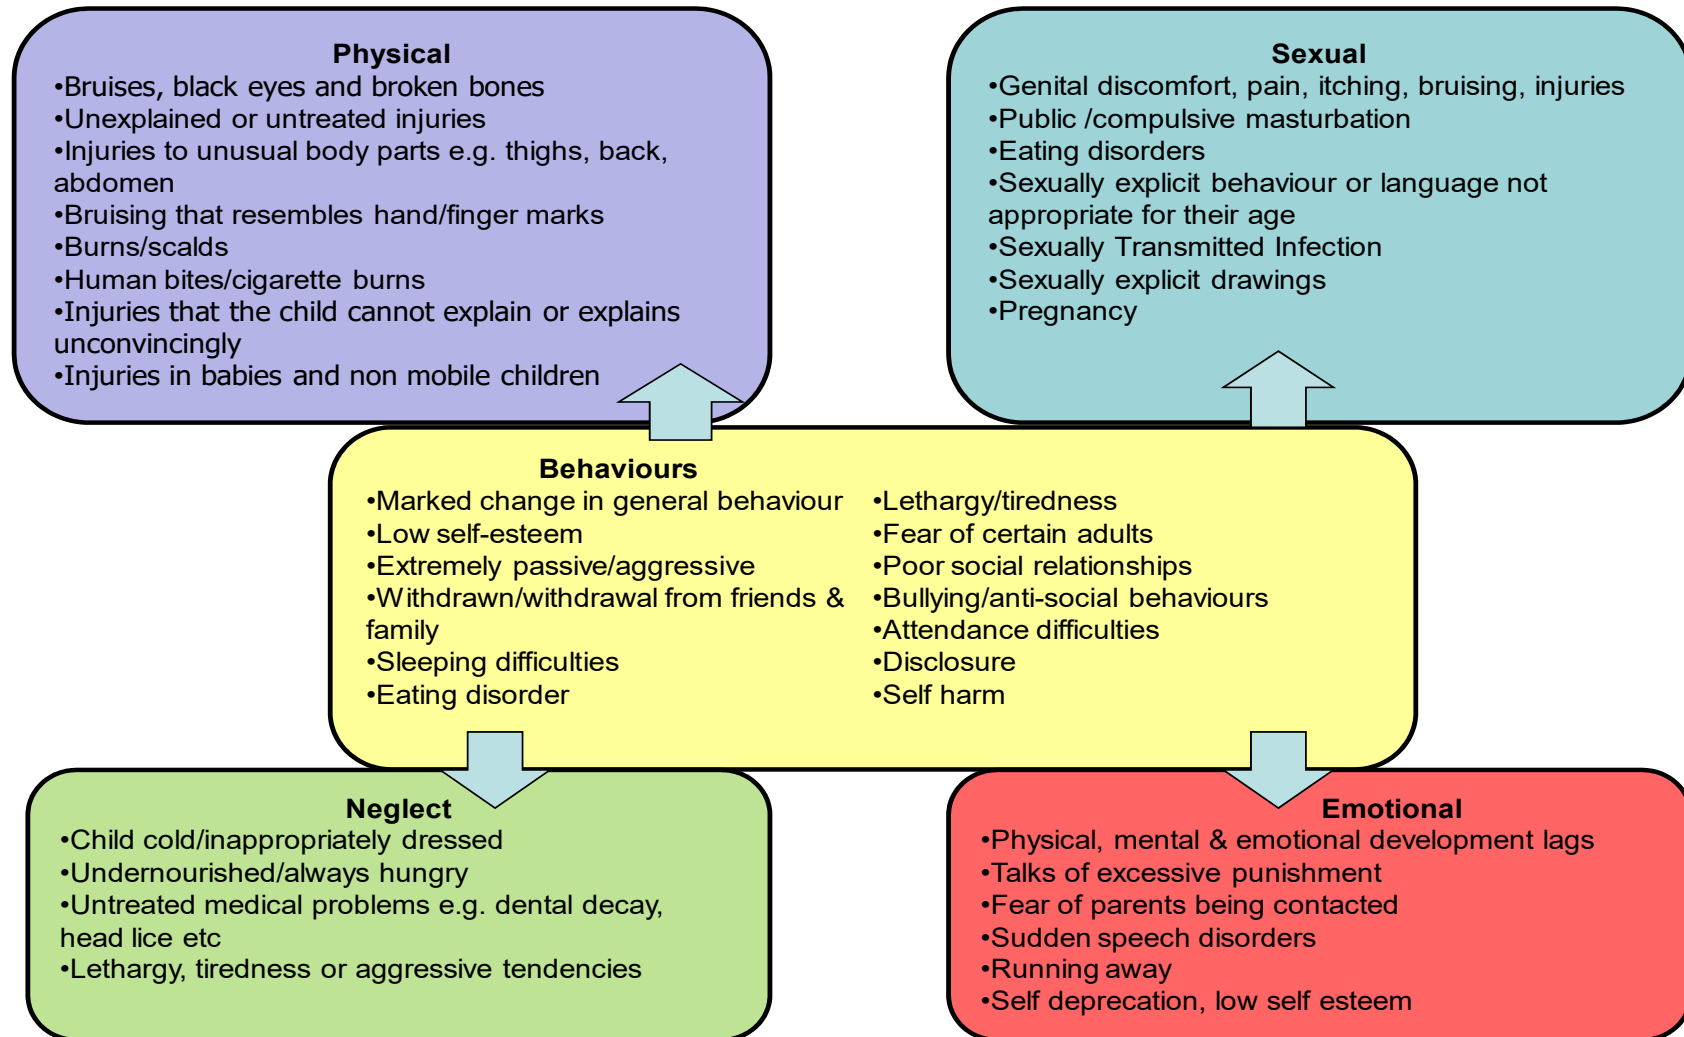 Physical
•Bruises, black eyes and broken bones
•Unexplained or untreated injuries
•Injuries to unusual body parts e.g. thighs, back,
abdomen
•Bruising that resembles hand/finger marks
•Burns/scalds
•Human bites/cigarette burns
•Injuries that the child cannot explain or explains
unconvincingly
•Injuries in babies and non mobile children
Sexual
•Genital discomfort, pain, itching, bruising, injuries
•Public /compulsive masturbation
•Eating disorders
•Sexually explicit behaviour or language not
appropriate for their age
•Sexually Transmitted Infection
•Sexually explicit drawings
•Pregnancy
Behaviours
•Marked change in general behaviour
•Low self-esteem
•Extremely passive/aggressive
•Withdrawn/withdrawal from friends &
family
•Sleeping difficulties
•Eating disorder
•Lethargy/tiredness
•Fear of certain adults
•Poor social relationships
•Bullying/anti-social behaviours
•Attendance difficulties
•Disclosure
•Self harm
Neglect
•Child cold/inappropriately dressed
•Undernourished/always hungry
•Untreated medical problems e.g. dental decay,
head lice etc
•Lethargy, tiredness or aggressive tendencies
Emotional
•Physical, mental & emotional development lags
•Talks of excessive punishment
•Fear of parents being contacted
•Sudden speech disorders
•Running away
•Self deprecation, low self esteem